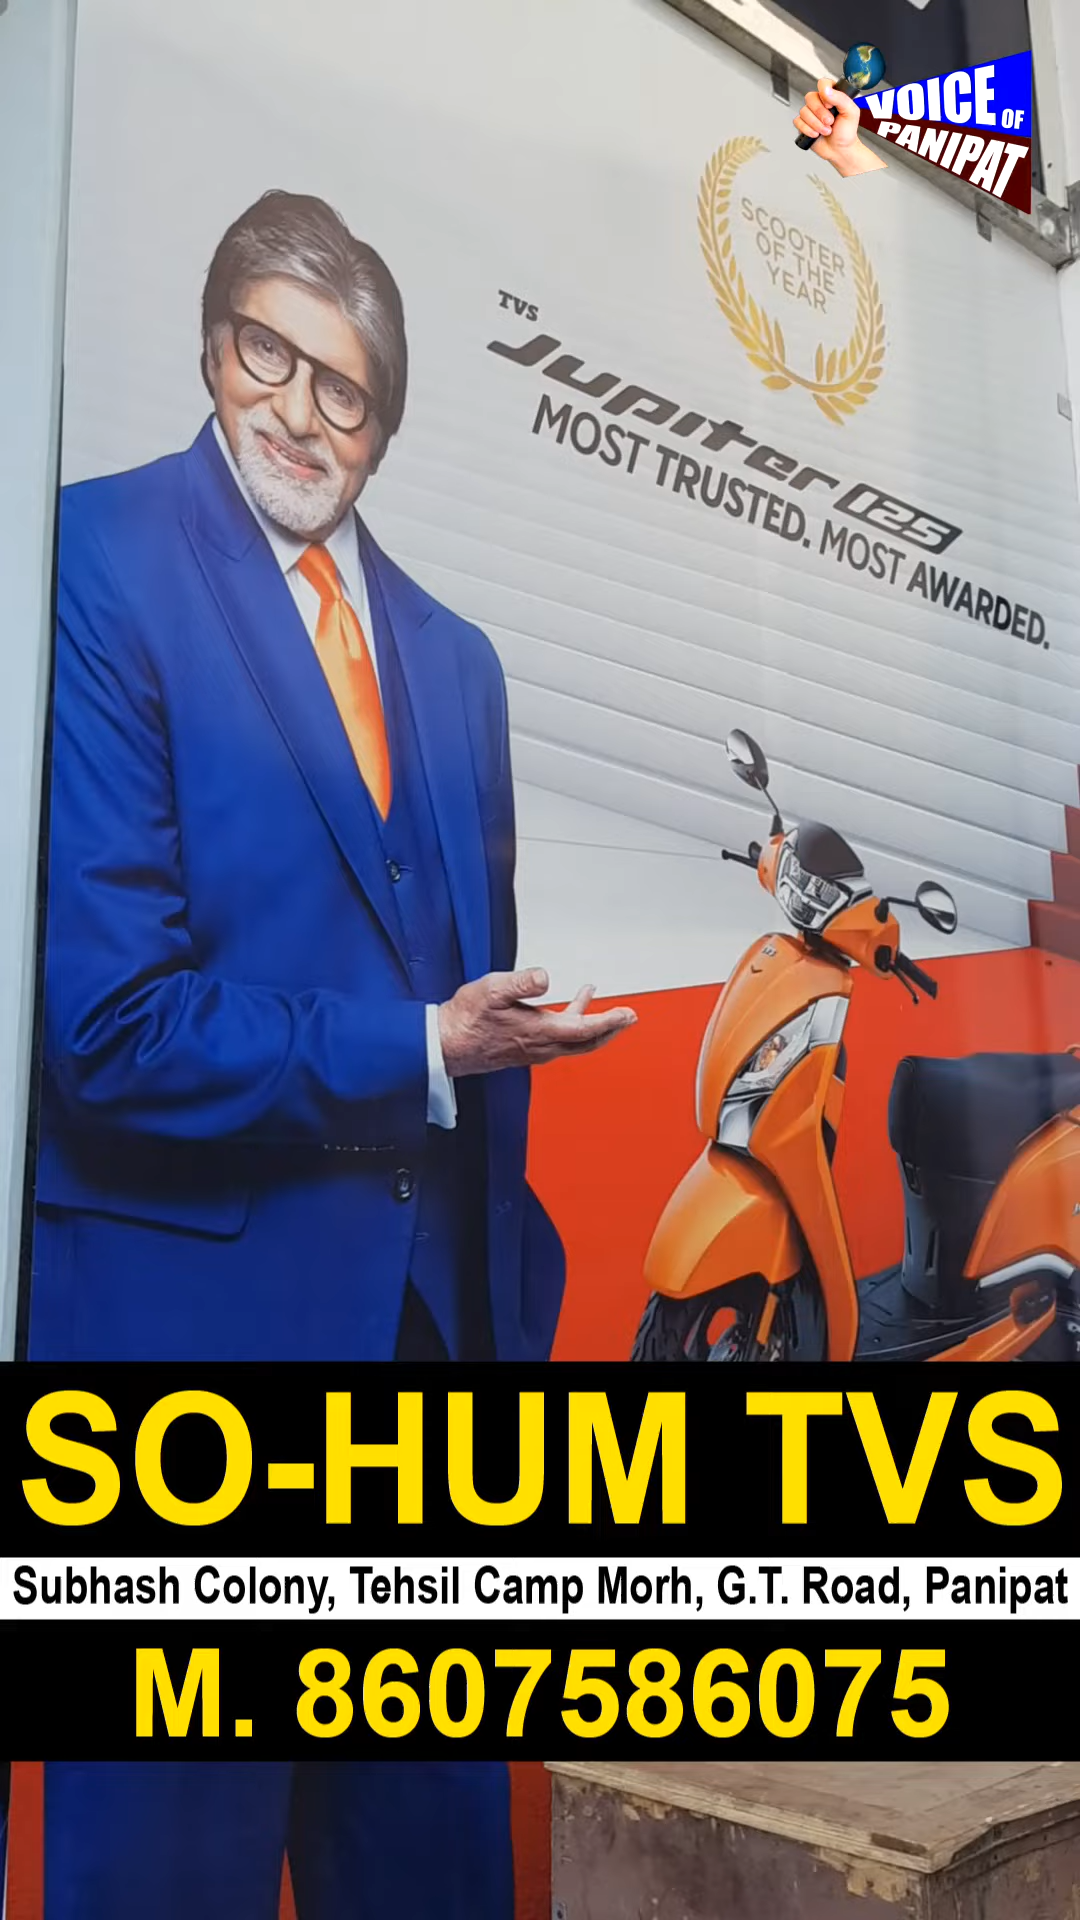 VOICE OF
PANIPAT
SCOOTER
OF THE
YEAR
TVS
Jupiter 125
MOST TRUSTED. MOST AWARDED.
SO-HUM TVS
Subhash Colony, Tehsil Camp Morh, G.T. Road, Panipat
M. 8607586075